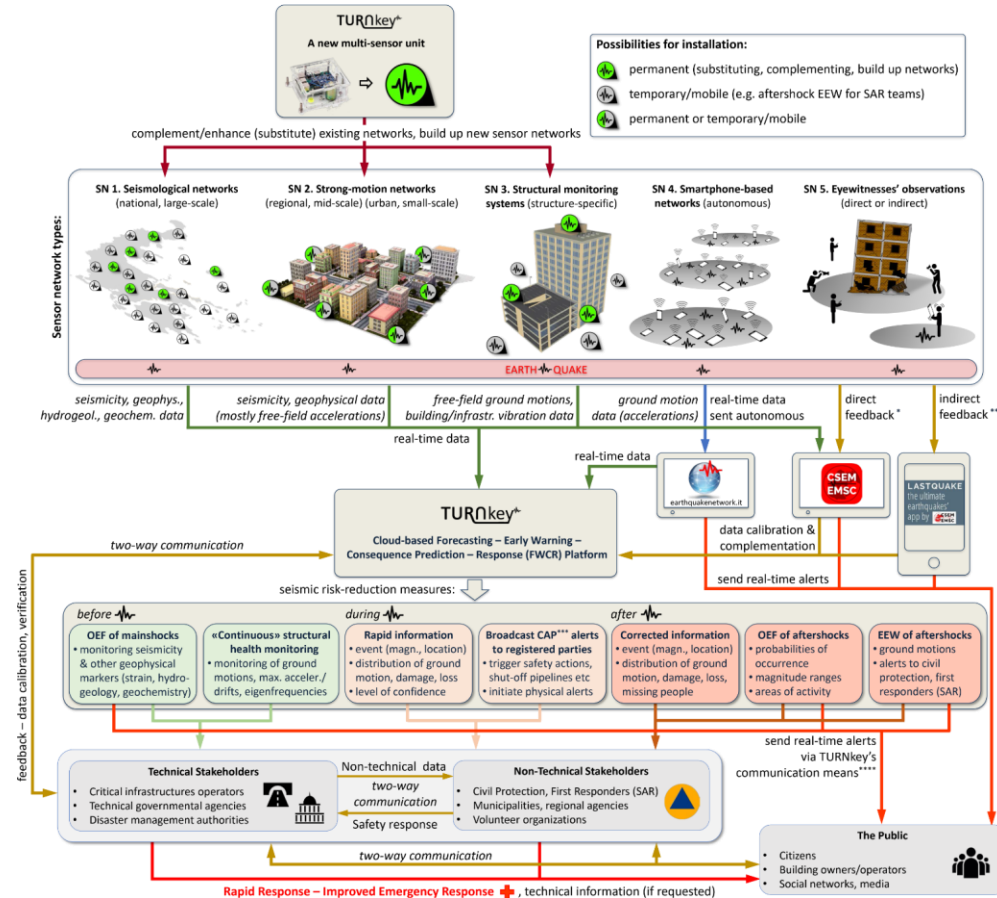 TURNkey
A new multi-sensor unit
Possibilities for installation:
permanent (substituting, complementing, build up networks)
temporary/mobile (e.g. aftershock EEW for SAR teams)
permanent or temporary/mobile
complement/enhance (substitute) existing networks, build up new sensor networks
Sensor network types:
SN 1. Seismological networks
(national, large-scale)
SN 2. Strong-motion networks
(regional, mid-scale) (urban, small-scale)
SN 3. Structural monitoring
systems (structure-specific)
SN 4. Smartphone-based
networks (autonomous)
SN 5. Eyewitnesses' observations
(direct or indirect)
EARTH QUAKE
seismicity, geophys.,
hydrogeol., geochem. data
seismicity, geophysical data
(mostly free-field accelerations)
free-field ground motions,
building/infrastr. vibration data
ground motion
data (accelerations)
real-time data
sent autonomous
direct
feedback *
indirect
feedback **
real-time data
real-time data
earthquakenetwork.it
CSEM
EMSC
LASTQUAKE
the ultimate
earthquakes'
app by CSEM EMSC
TURNkey
Cloud-based Forecasting – Early Warning –
Consequence Prediction – Response (FWCR) Platform
two-way communication
data calibration &
complementation
send real-time alerts
seismic risk-reduction measures:
feedback – data calibration, verification
before
during
after
OEF of mainshocks
• monitoring seismicity
& other geophysical
markers (strain, hydro-
geology, geochemistry)
«Continuous» structural
health monitoring
• monitoring of ground
motions, max. acceler./
drifts, eigenfrequencies
Rapid information
• event (magn., location)
• distribution of ground
motion, damage, loss
• level of confidence
Broadcast CAP*** alerts
to registered parties
• trigger safety actions,
shut-off pipelines etc
• initiate physical alerts
Corrected information
• event (magn., location)
• distribution of ground
motion, damage, loss,
missing people
OEF of aftershocks
• probabilities of
occurrence
• magnitude ranges
• areas of activity
EEW of aftershocks
• ground motions
• alerts to civil
protection, first
responders (SAR)
send real-time alerts
via TURNkey's
communication means****
Technical Stakeholders
• Critical infrastructures operators
• Technical governmental agencies
• Disaster management authorities
Non-technical data
two-way
communication
Safety response
Non-Technical Stakeholders
• Civil Protection, First Responders (SAR)
• Municipalities, regional agencies
• Volunteer organizations
two-way communication
The Public
• Citizens
• Building owners/operators
• Social networks, media
Rapid Response – Improved Emergency Response , technical information (if requested)